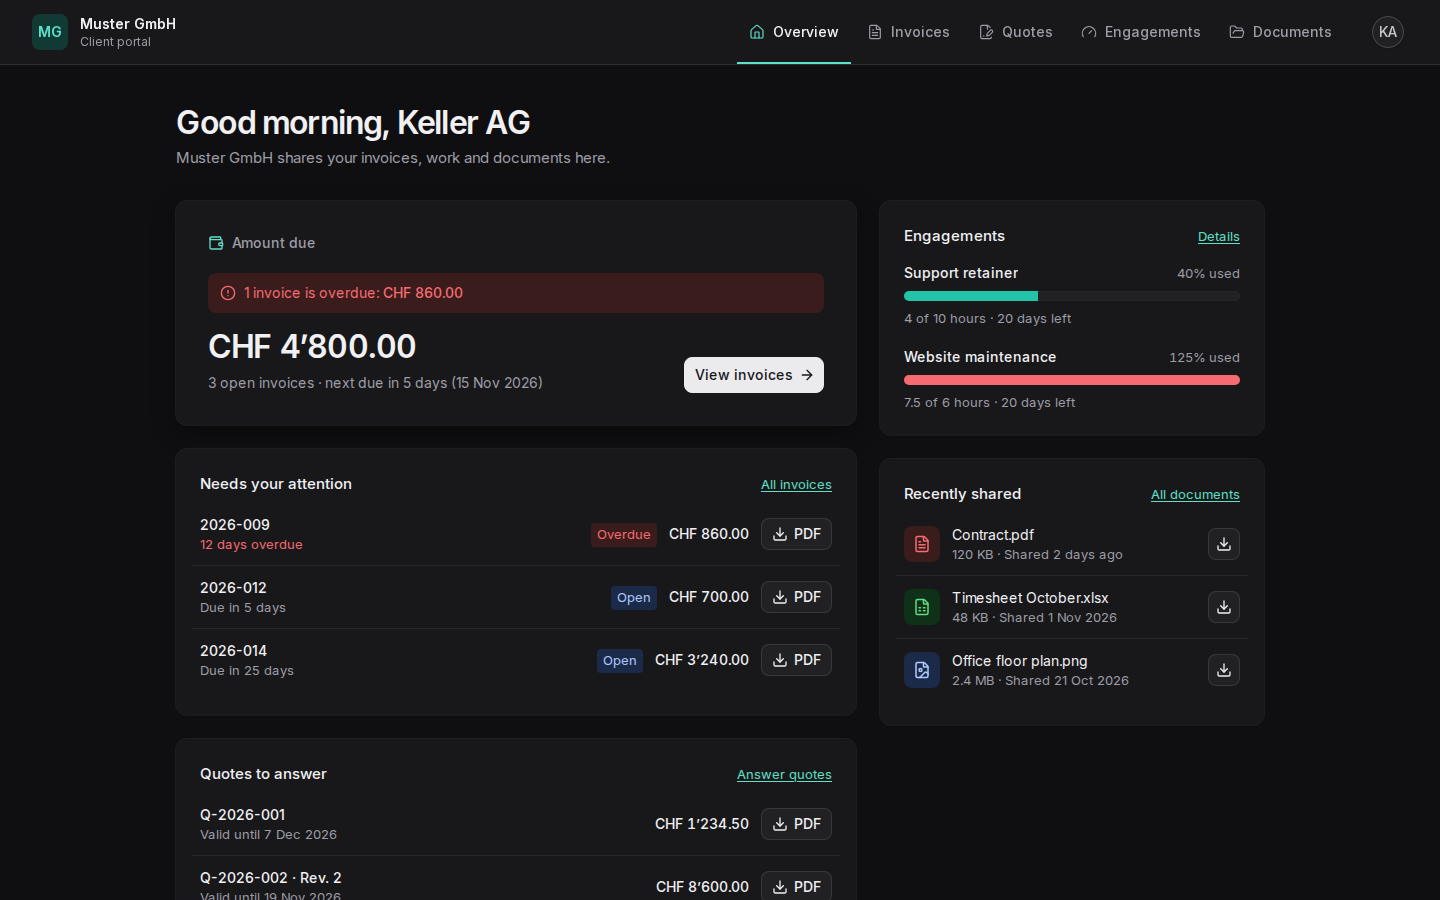 MG
Muster GmbH
Client portal
Overview
Invoices
Quotes
Engagements
Documents
KA
Good morning, Keller AG
Muster GmbH shares your invoices, work and documents here.
Amount due
1 invoice is overdue: CHF 860.00
CHF 4’800.00
3 open invoices · next due in 5 days (15 Nov 2026)
View invoices
Needs your attention
All invoices
2026-009
12 days overdue
Overdue
CHF 860.00
PDF
2026-012
Due in 5 days
Open
CHF 700.00
PDF
2026-014
Due in 25 days
Open
CHF 3’240.00
PDF
Quotes to answer
Answer quotes
Q-2026-001
Valid until 7 Dec 2026
CHF 1’234.50
PDF
Q-2026-002 · Rev. 2
Valid until 19 Nov 2026
CHF 8’600.00
PDF
Engagements
Details
Support retainer
40% used
4 of 10 hours · 20 days left
Website maintenance
125% used
7.5 of 6 hours · 20 days left
Recently shared
All documents
Contract.pdf
120 KB · Shared 2 days ago
Timesheet October.xlsx
48 KB · Shared 1 Nov 2026
Office floor plan.png
2.4 MB · Shared 21 Oct 2026